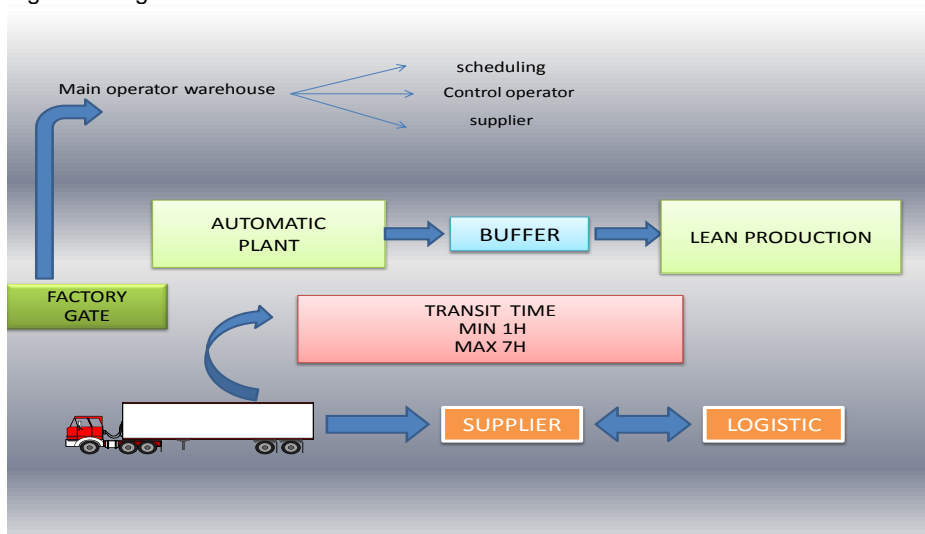 scheduling
Main operator warehouse
Control operator
supplier
AUTOMATIC
PLANT
BUFFER
LEAN PRODUCTION
FACTORY
GATE
TRANSIT TIME
MIN 1H
MAX 7H
SUPPLIER
LOGISTIC